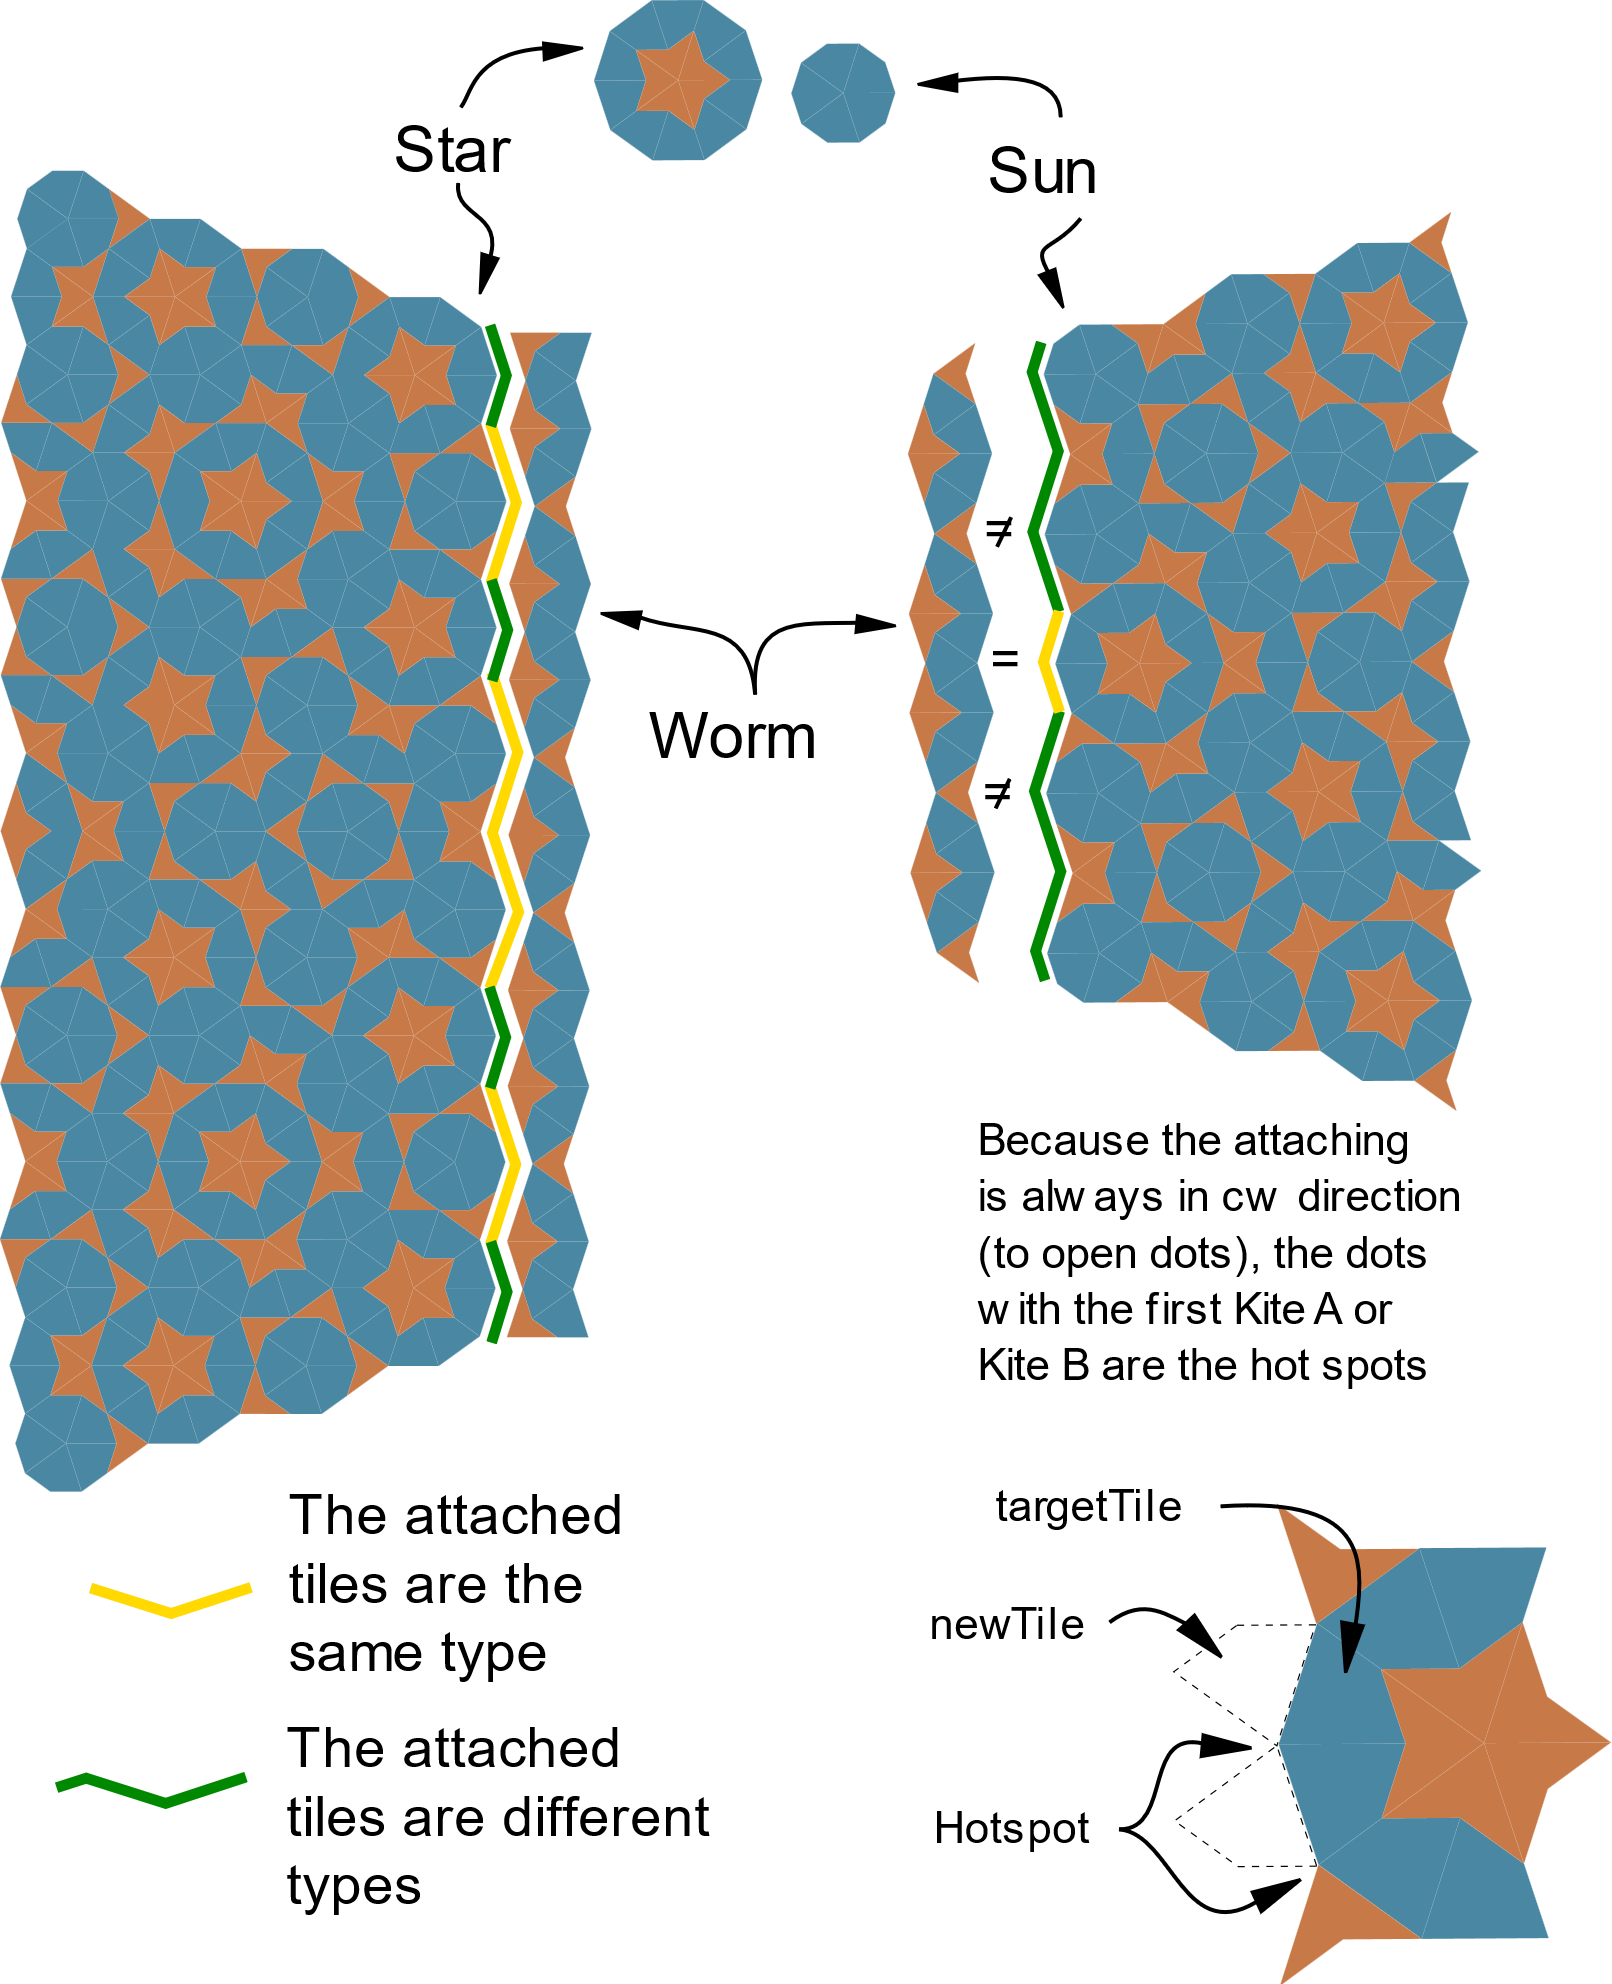 Star
Sun
≠
=
Worm
≠
Because the attaching
is always in cw direction
(to open dots), the dots
with the first Kite A or
Kite B are the hot spots
The attached
tiles are the
same type
The attached
tiles are different
types
targetTile
newTile
Hotspot